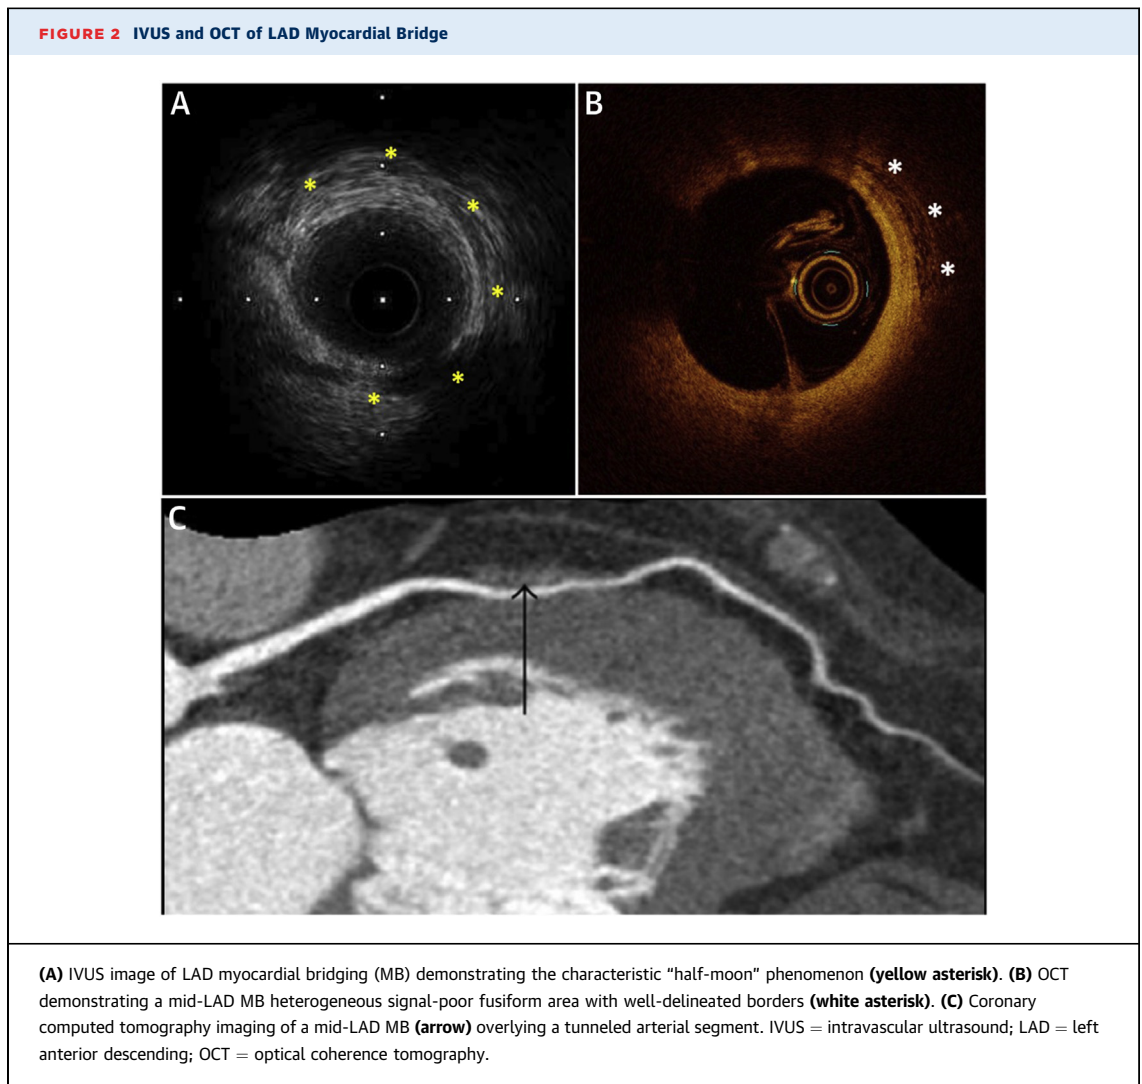 FIGURE 2 IVUS and OCT of LAD Myocardial Bridge
A
B
*
*
*
*
*
*
*
*
*
C
(A) IVUS image of LAD myocardial bridging (MB) demonstrating the characteristic “half-moon” phenomenon (yellow asterisk). (B) OCT
demonstrating a mid-LAD MB heterogeneous signal-poor fusiform area with well-delineated borders (white asterisk). (C) Coronary
computed tomography imaging of a mid-LAD MB (arrow) overlying a tunneled arterial segment. IVUS = intravascular ultrasound; LAD = left
anterior descending; OCT = optical coherence tomography.